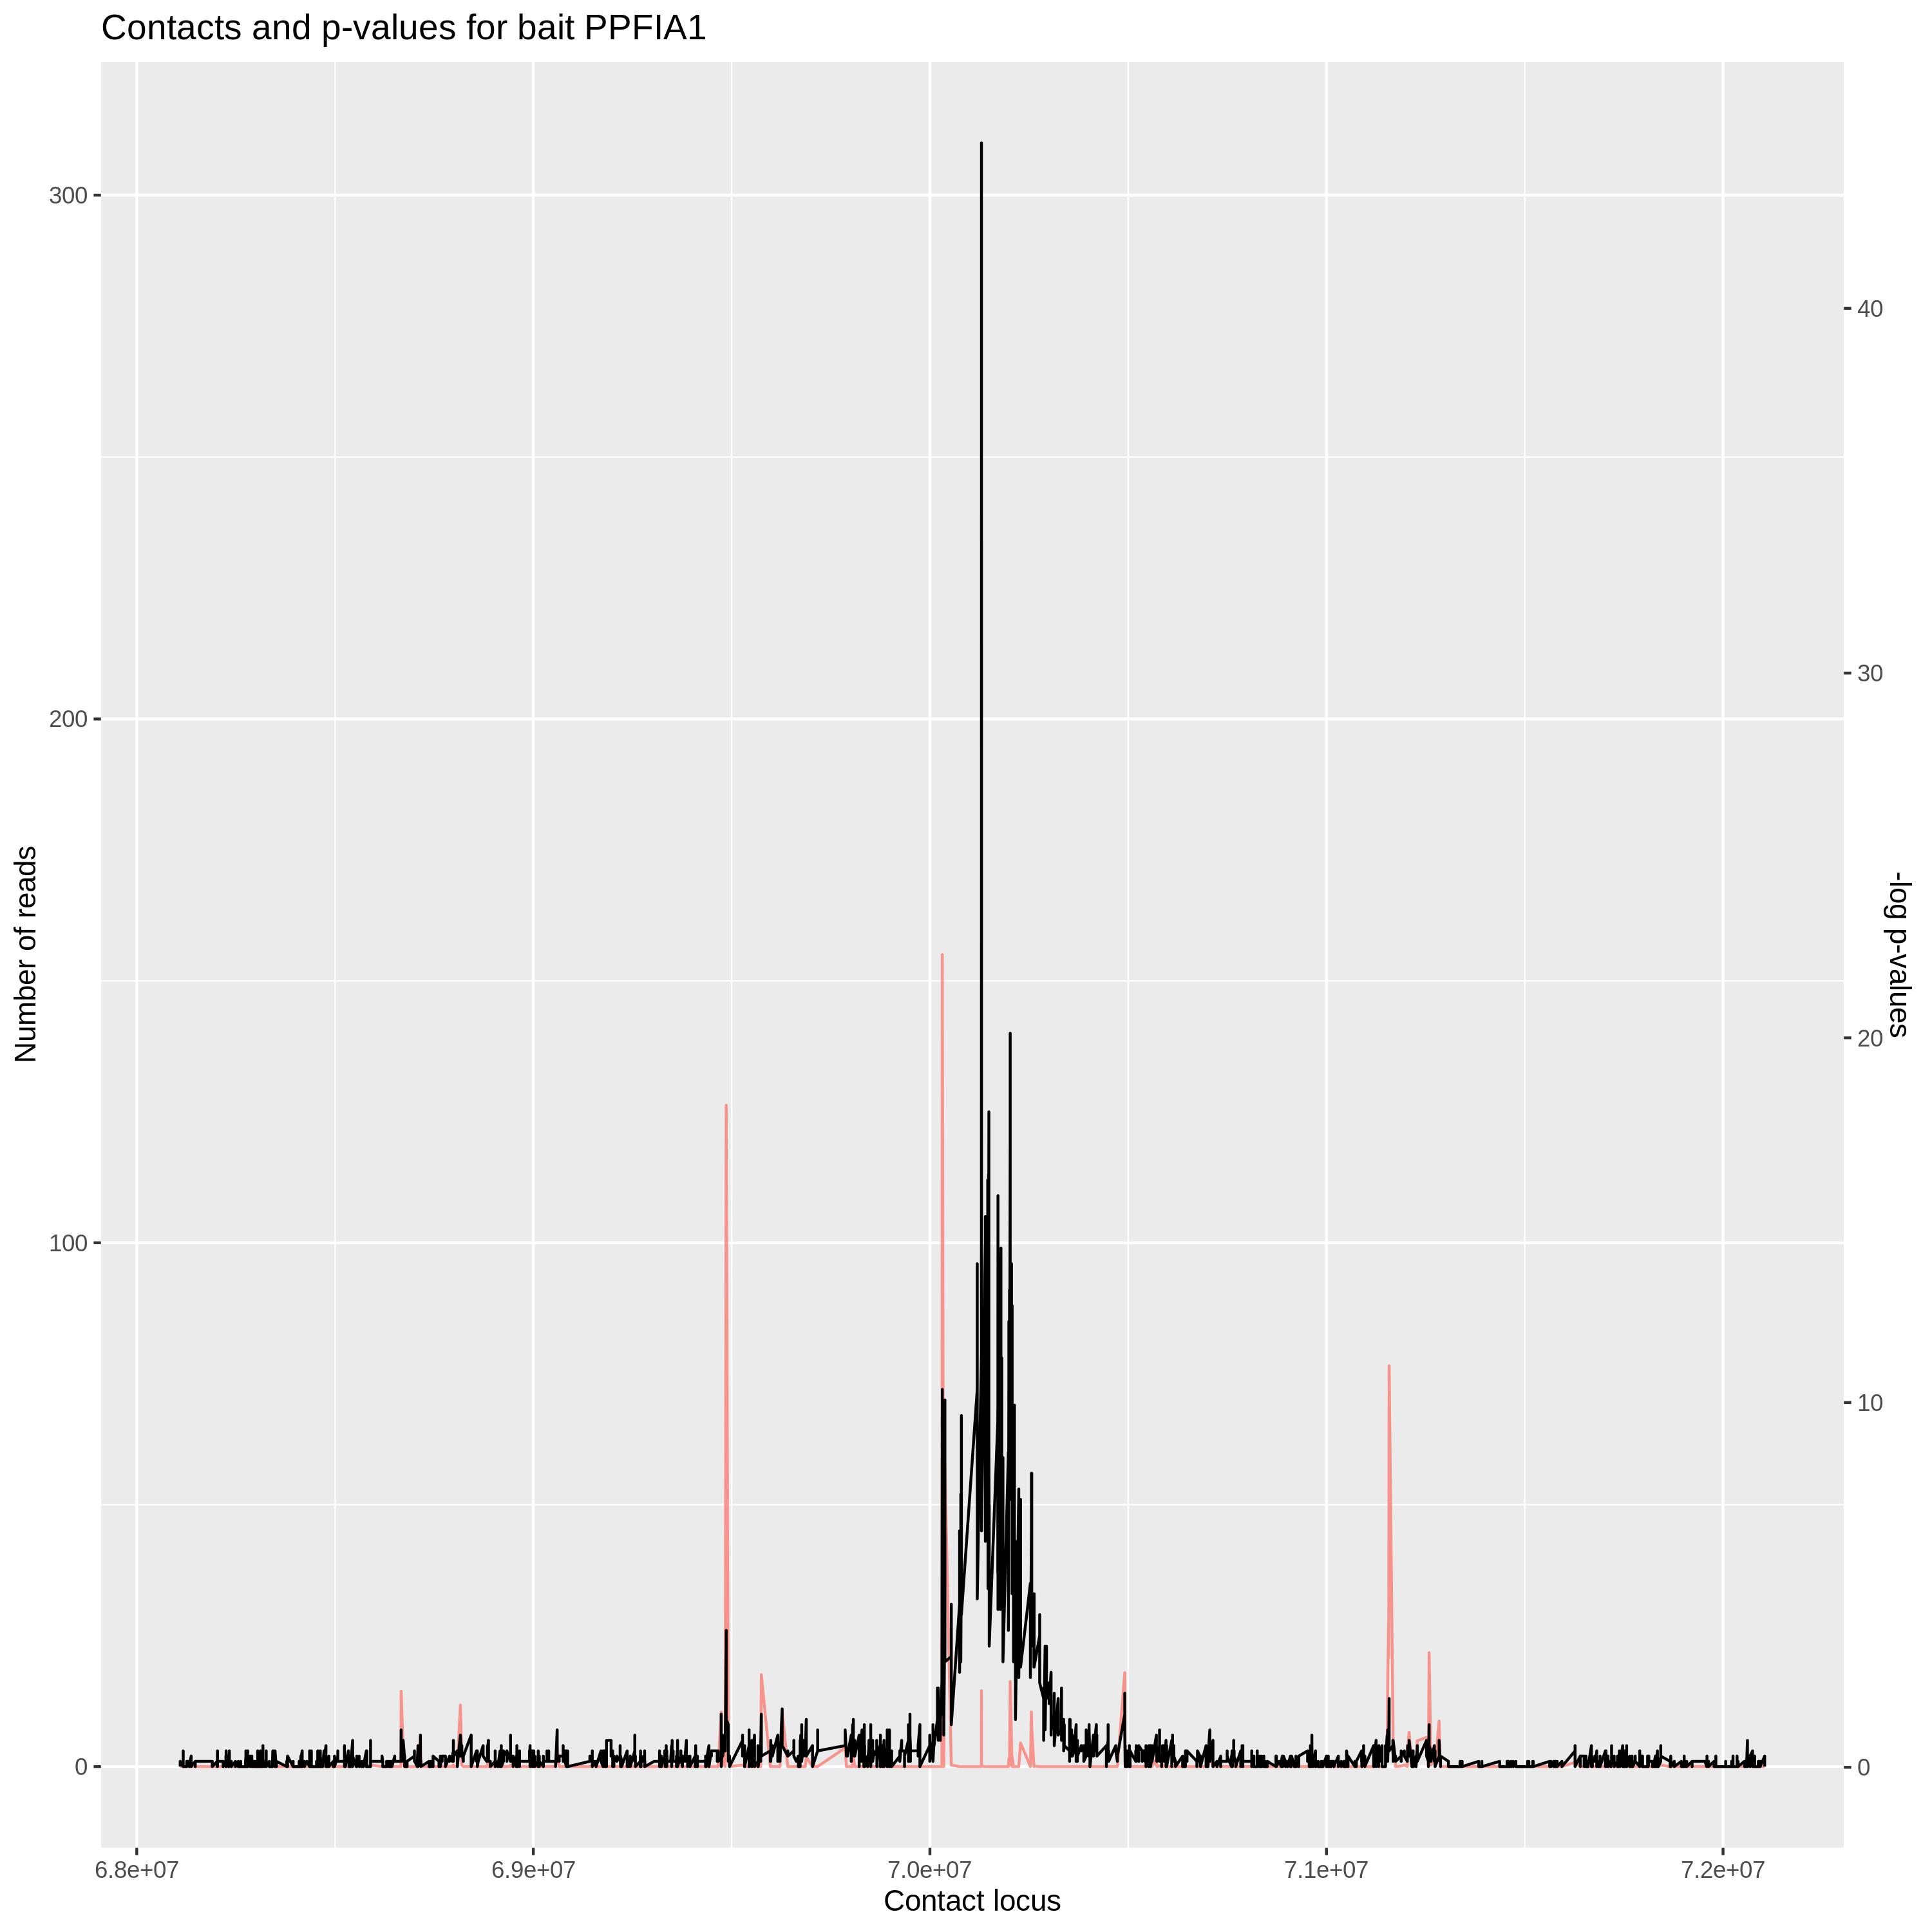 Contacts and p-values for bait PPFIA1
300
200
100
0
Number of reads
40
30
20
10
0
-log p-values
6.8e+07
6.9e+07
7.0e+07
7.1e+07
7.2e+07
Contact locus